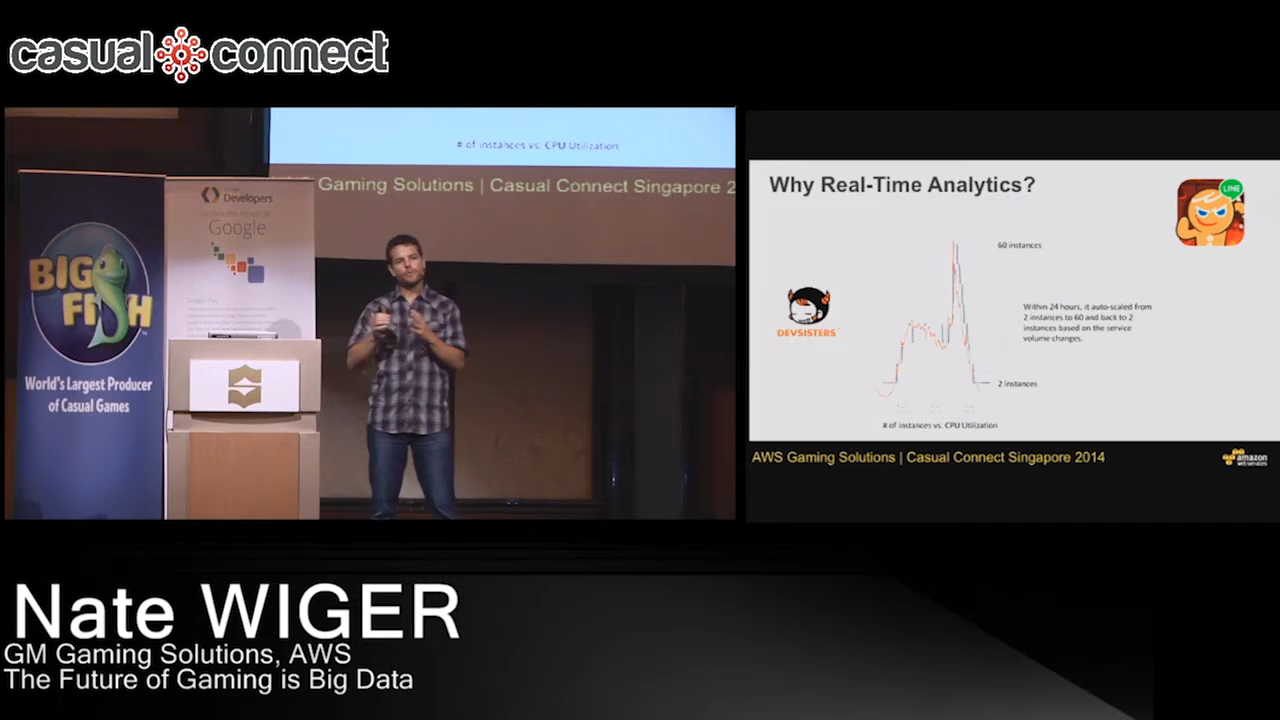 casual connect
# of instances vs. CPU Utilization
Gaming Solutions | Casual Connect Singapore 2
Developers
Google
BIG FISH
World's Largest Producer
of Casual Games
Why Real-Time Analytics?
LINE
60 instances
Within 24 hours, it auto-scaled from
2 instances to 60 and back to 2
instances based on the service
volume changes.
DEVSISTERS
2 instances
# of instances vs. CPU Utilization
AWS Gaming Solutions | Casual Connect Singapore 2014
amazon
web services
Nate WIGER
GM Gaming Solutions, AWS
The Future of Gaming is Big Data